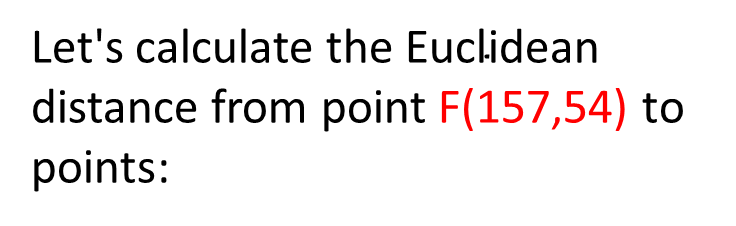 Let's calculate the Euclidean
distance from point F(157,54) to
points: